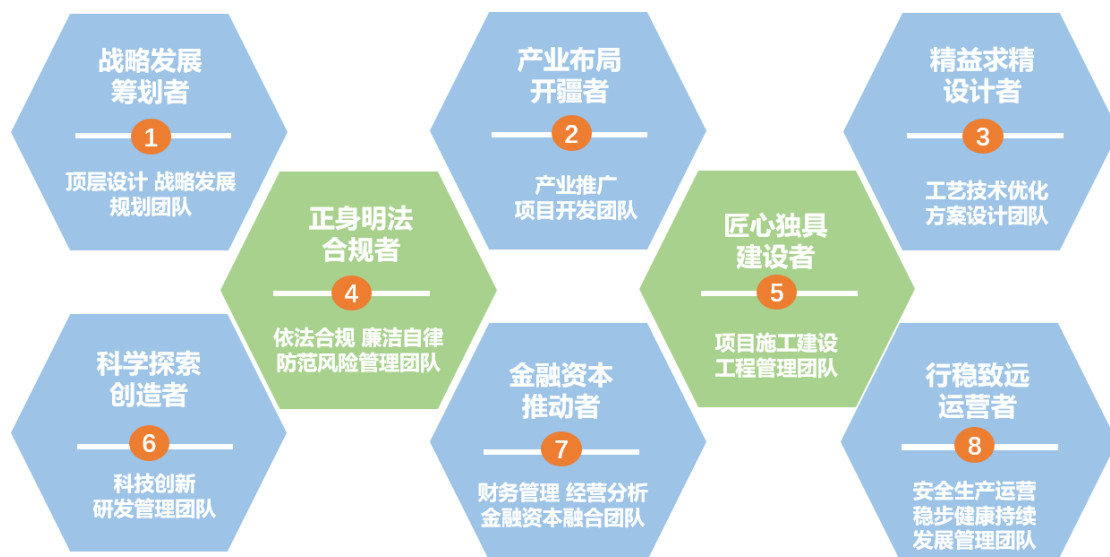 战略发展
筹划者
1
顶层设计 战略发展
规划团队
产业布局
开疆者
2
产业推广
项目开发团队
精益求精
设计者
3
工艺技术优化
方案设计团队
正身明法
合规者
4
依法合规 廉洁自律
防范风险管理团队
匠心独具
建设者
5
项目施工建设
工程管理团队
科学探索
创造者
6
科技创新
研发管理团队
金融资本
推动者
7
财务管理 经营分析
金融资本融合团队
行稳致远
运营者
8
安全生产运营
稳步健康持续
发展管理团队